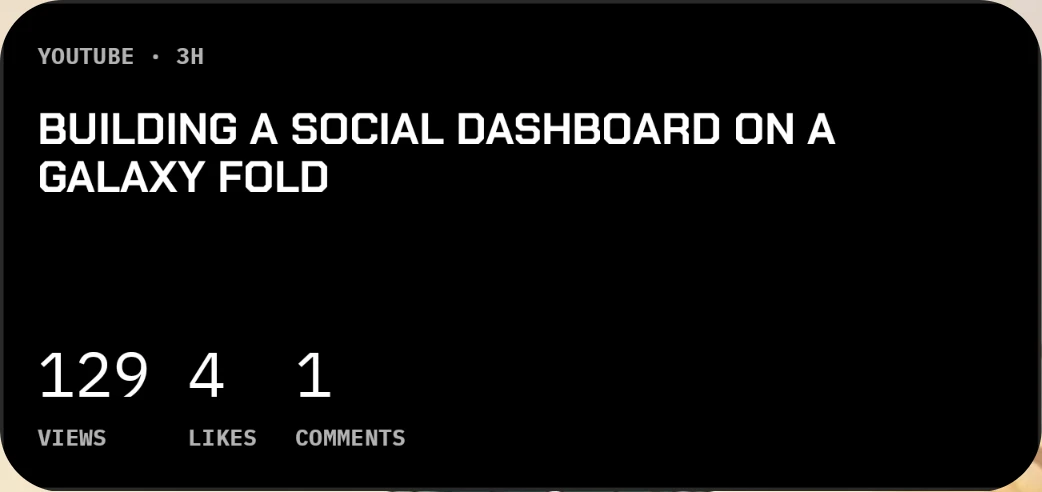 YOUTUBE · 3H
BUILDING A SOCIAL DASHBOARD ON A
GALAXY FOLD
129 4 1
VIEWS LIKES COMMENTS